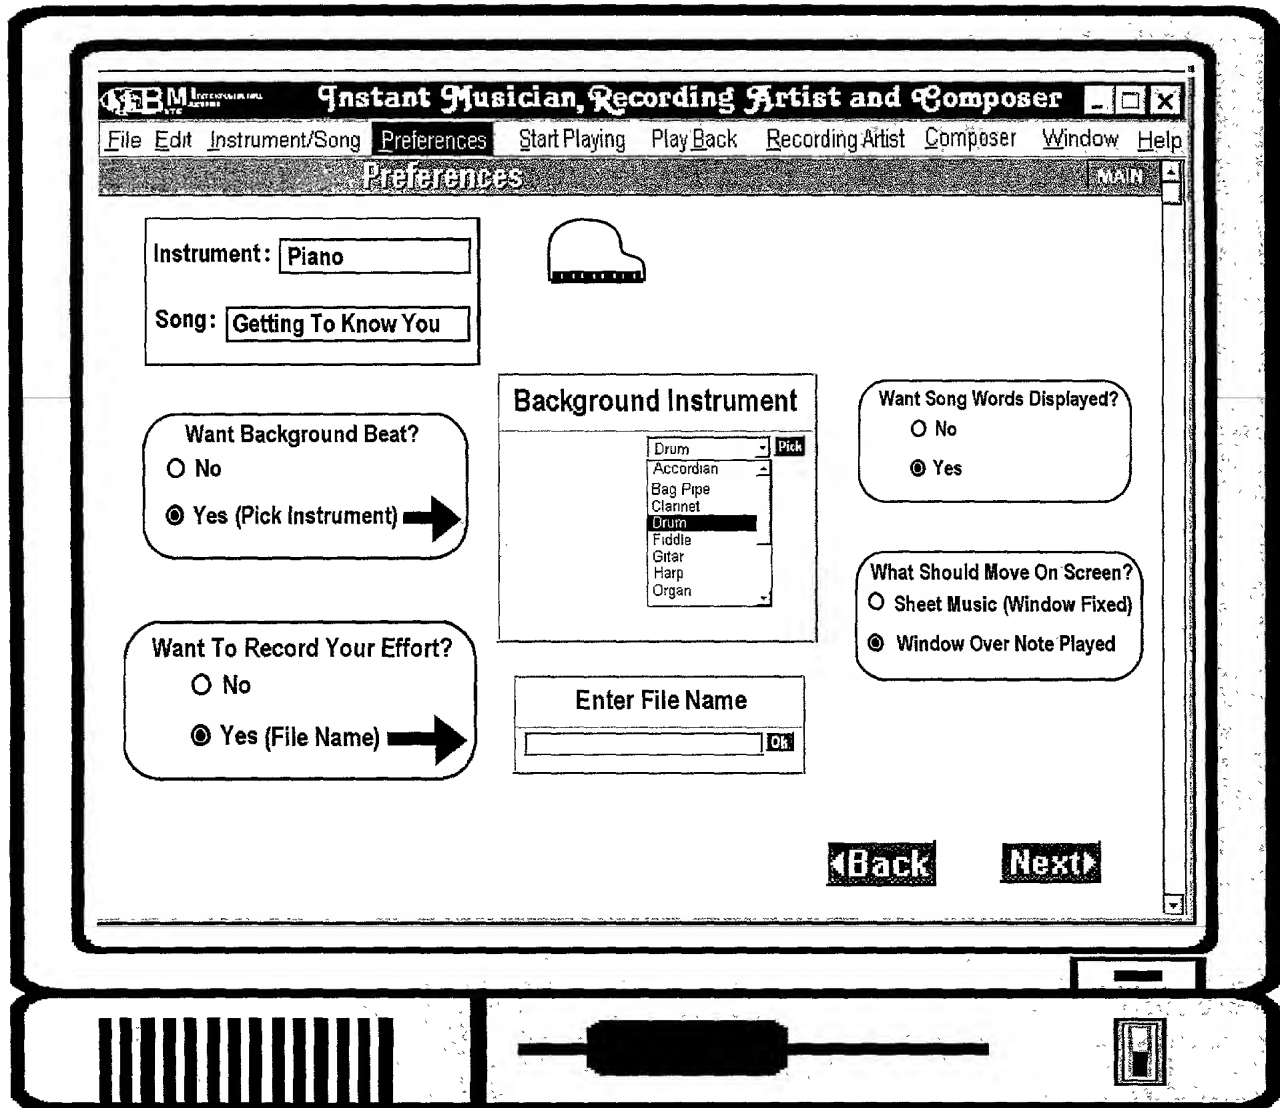 BM International
Instant Musician, Recording Artist and Composer
File Edit Instrument/Song Preferences Start Playing Play Back Recording Artist Composer Window Help
Preferences MAIN
Instrument: Piano
Song: Getting To Know You
Background Instrument
Drum Pick
Accordian
Bag Pipe
Clarinet
Drum
Fiddle
Gitar
Harp
Organ
Want Song Words Displayed?
No
Yes
Want Background Beat?
No
Yes (Pick Instrument)
What Should Move On Screen?
Sheet Music (Window Fixed)
Window Over Note Played
Want To Record Your Effort?
No
Yes (File Name)
Enter File Name
Ok
Back Next